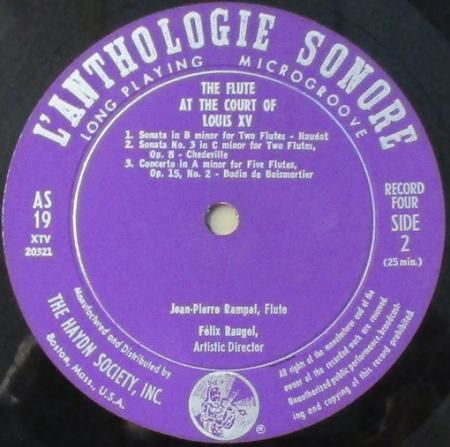 L'ANTHOLOGIE SONORE
LONG PLAYING MICROGROOVE
THE FLUTE
AT THE COURT OF
LOUIS XV
1. Sonata in B minor for Two Flutes - Naudot
2. Sonata No. 3 in C minor for Two Flutes,
Op. 8 - Chedeville
3. Concerto in A minor for Five Flutes,
Op. 15, No. 2 - Bodin de Boismortier
AS
19
XTV
20321
RECORD
FOUR
SIDE
2
(25 min.)
Jean-Pierre Rampal, Flute
Félix Raugel,
Artistic Director
Manufactured and Distributed by
THE HAYDN SOCIETY, INC.
Boston, Mass., U.S.A.
All rights of the manufacturer and of the
owner of the recorded work are reserved.
Unauthorized public performance, broadcast-
ing and copying of this record prohibited.
®